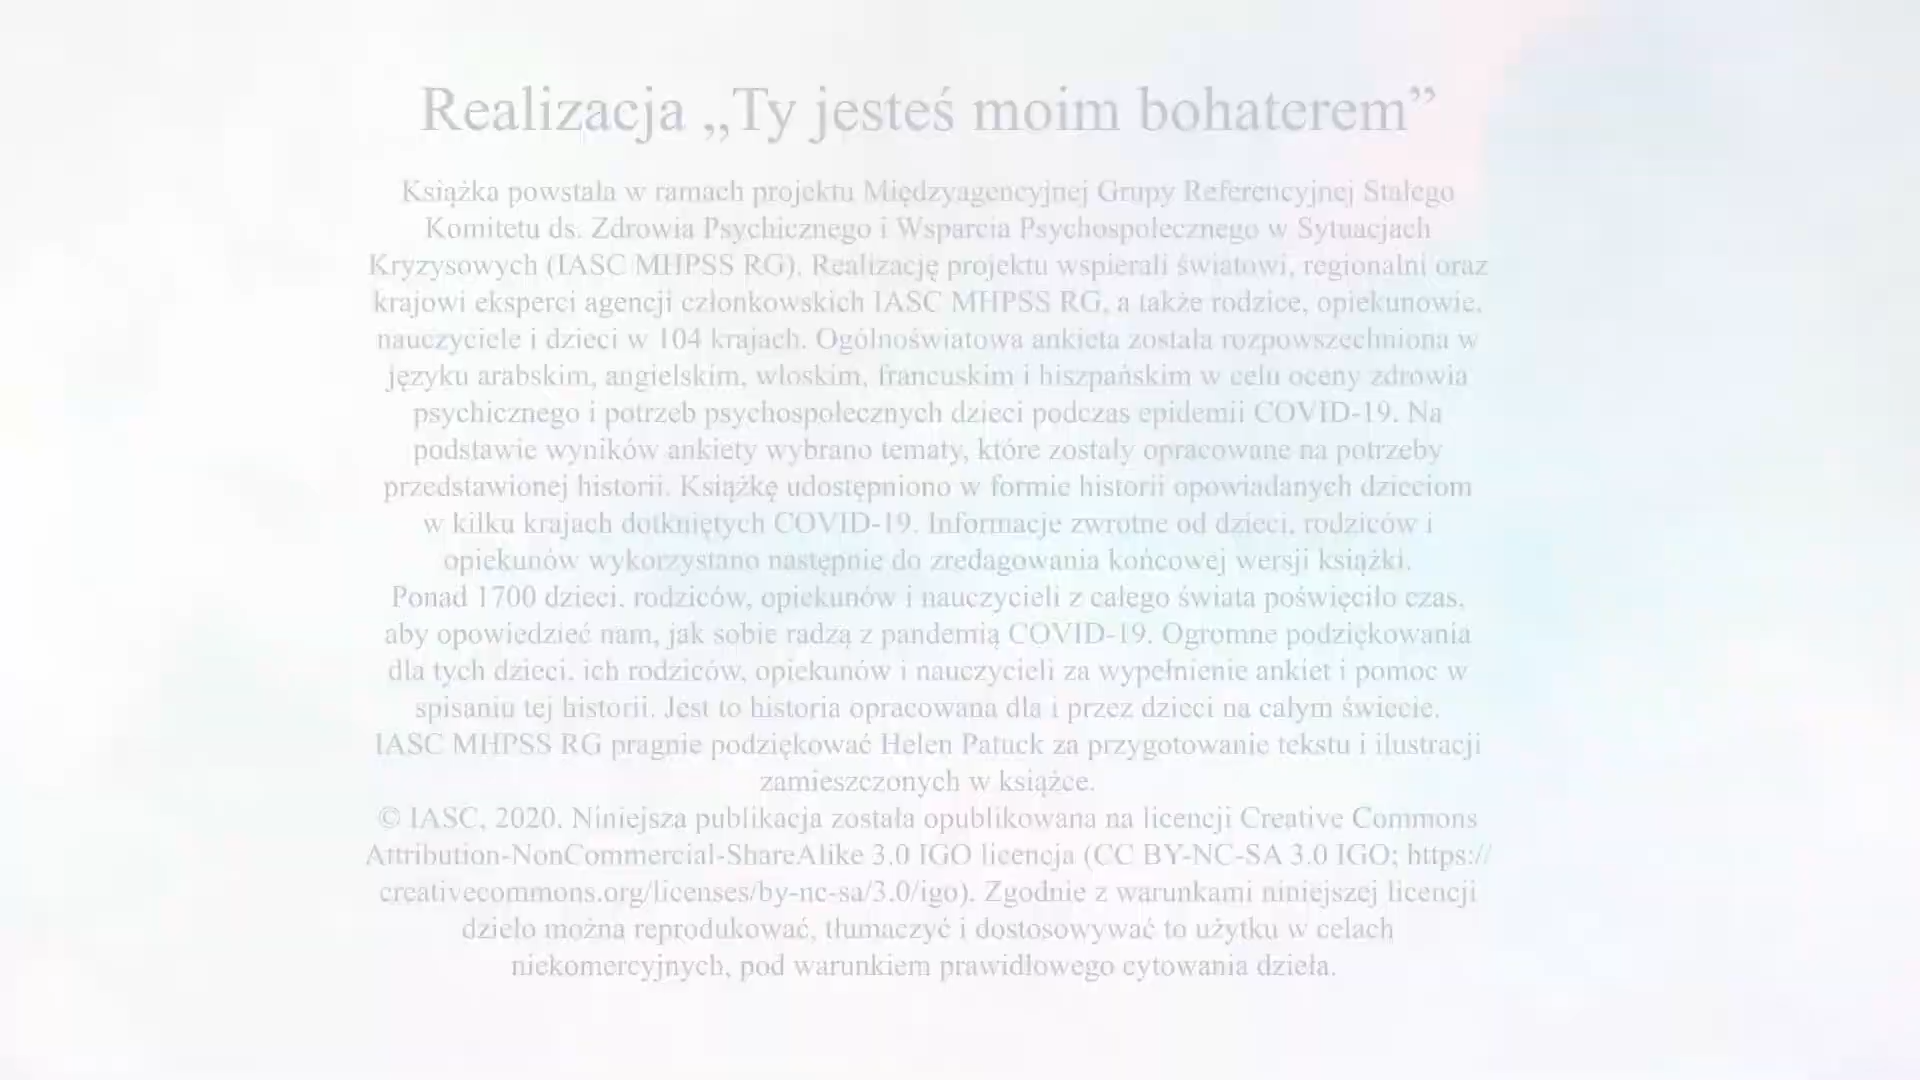 Realizacja „Ty jesteś moim bohaterem”
Książka powstała w ramach projektu Międzyagencyjnej Grupy Referencyjnej Stałego
Komitetu ds. Zdrowia Psychicznego i Wsparcia Psychospołecznego w Sytuacjach
Kryzysowych (IASC MHPSS RG). Realizację projektu wspierali światowi, regionalni oraz
krajowi eksperci agencji członkowskich IASC MHPSS RG, a także rodzice, opiekunowie,
nauczyciele i dzieci w 104 krajach. Ogólnoświatowa ankieta została rozpowszechniona w
języku arabskim, angielskim, włoskim, francuskim i hiszpańskim w celu oceny zdrowia
psychicznego i potrzeb psychospołecznych dzieci podczas epidemii COVID-19. Na
podstawie wyników ankiety wybrano tematy, które zostały opracowane na potrzeby
przedstawionej historii. Książkę udostępniono w formie historii opowiadanych dzieciom
w kilku krajach dotkniętych COVID-19. Informacje zwrotne od dzieci, rodziców i
opiekunów wykorzystano następnie do zredagowania końcowej wersji książki.
Ponad 1700 dzieci, rodziców, opiekunów i nauczycieli z całego świata poświęciło czas,
aby opowiedzieć nam, jak sobie radzą z pandemią COVID-19. Ogromne podziękowania
dla tych dzieci, ich rodziców, opiekunów i nauczycieli za wypełnienie ankiet i pomoc w
spisaniu tej historii. Jest to historia opracowana dla i przez dzieci na całym świecie.
IASC MHPSS RG pragnie podziękować Helen Patuck za przygotowanie tekstu i ilustracji
zamieszczonych w książce.
© IASC, 2020. Niniejsza publikacja została opublikowana na licencji Creative Commons
Attribution-NonCommercial-ShareAlike 3.0 IGO licencja (CC BY-NC-SA 3.0 IGO; https://
creativecommons.org/licenses/by-nc-sa/3.0/igo). Zgodnie z warunkami niniejszej licencji
dzieło można reprodukować, tłumaczyć i dostosowywać to użytku w celach
niekomercyjnych, pod warunkiem prawidłowego cytowania dzieła.